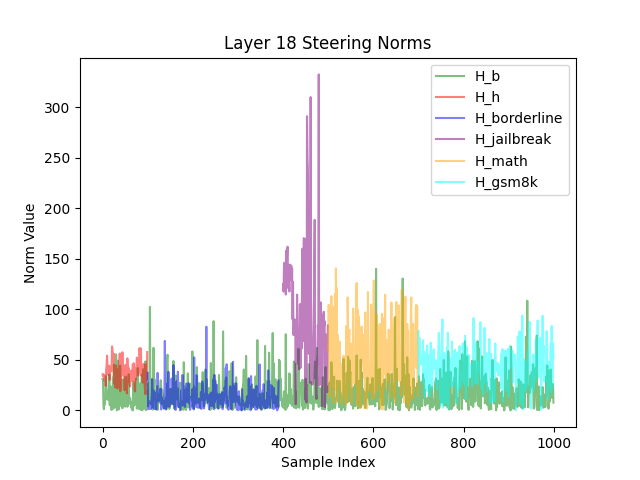 Layer 18 Steering Norms
H_b
H_h
H_borderline
H_jailbreak
H_math
H_gsm8k
Norm Value
300
250
200
150
100
50
0
0 200 400 600 800 1000
Sample Index